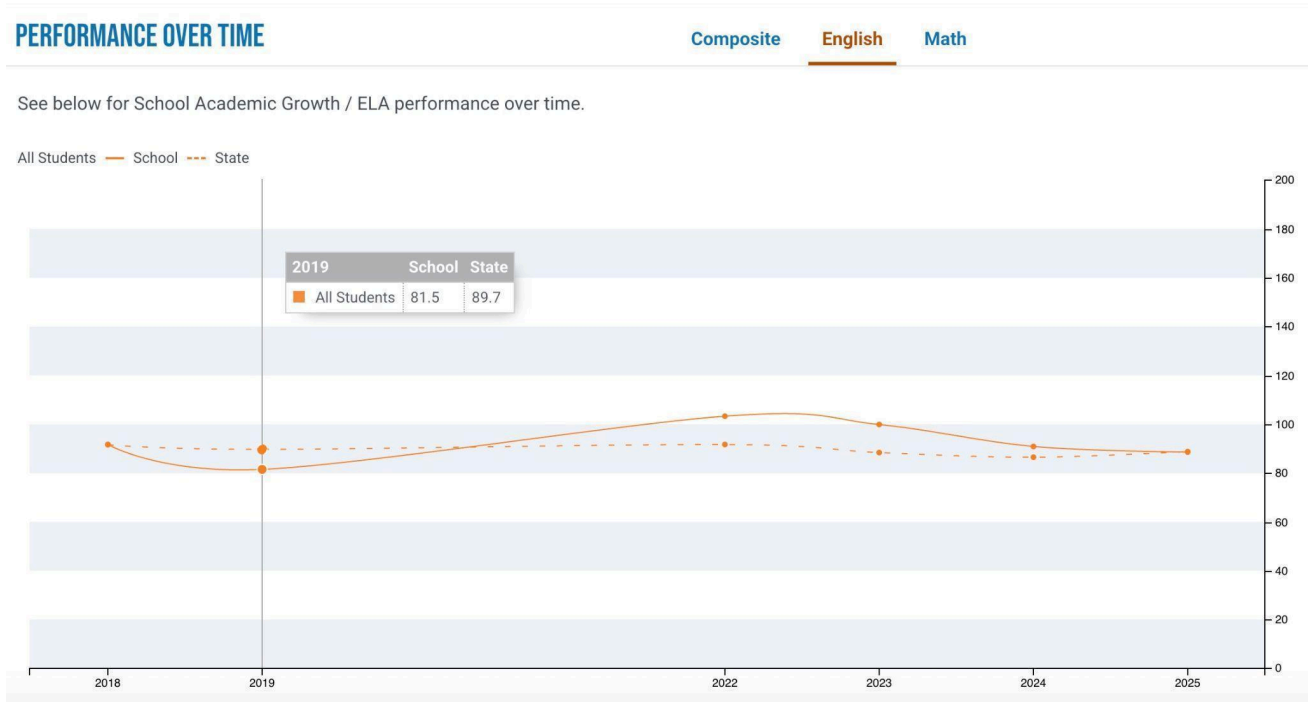 PERFORMANCE OVER TIME
Composite English Math
See below for School Academic Growth / ELA performance over time.
All Students School State
200
180
160
140
120
100
80
60
40
20
0
2019 School State
All Students 81.5 89.7
2018 2019 2022 2023 2024 2025